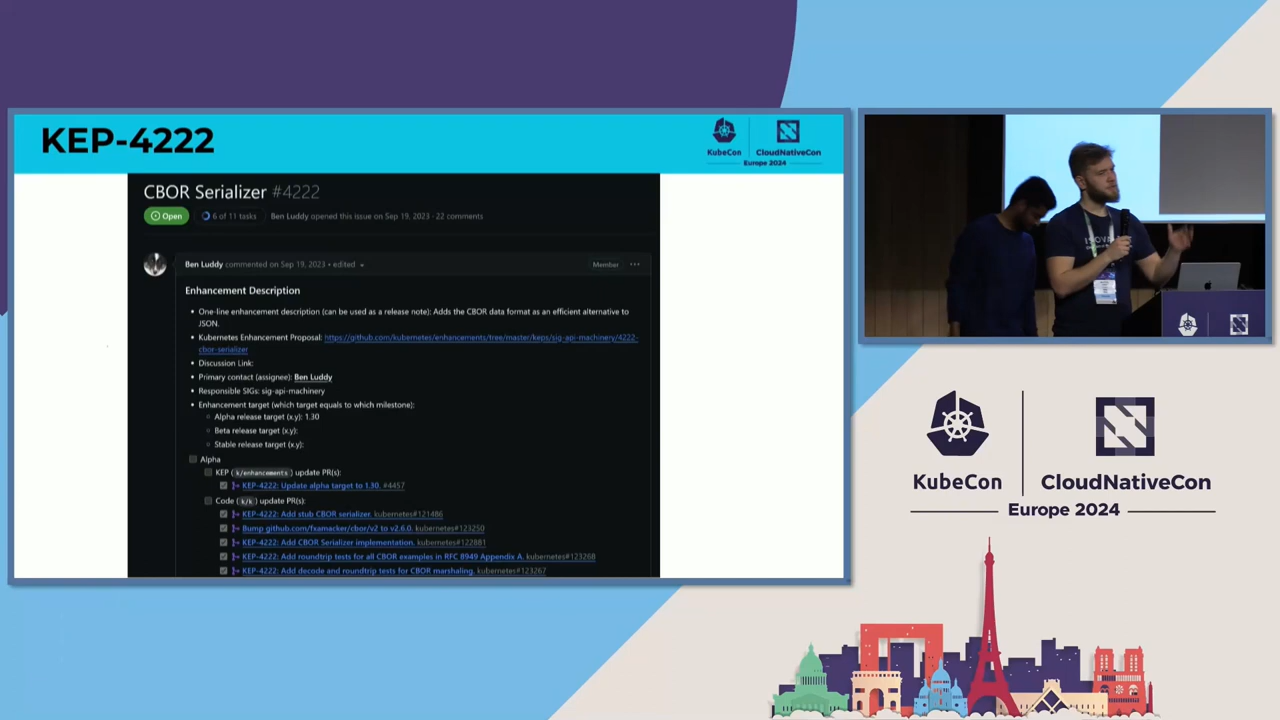 KEP-4222
KubeCon
CloudNativeCon
Europe 2024
CBOR Serializer #4222
Open
6 of 11 tasks
Ben Luddy opened this issue on Sep 19, 2023 · 22 comments
Ben Luddy commented on Sep 19, 2023 • edited
Member
Enhancement Description
• One-line enhancement description (can be used as a release note): Adds the CBOR data format as an efficient alternative to
JSON.
• Kubernetes Enhancement Proposal: https://github.com/kubernetes/enhancements/tree/master/keps/sig-api-machinery/4222-
cbor-serializer
• Discussion Link:
• Primary contact (assignee): Ben Luddy
• Responsible SIGs: sig-api-machinery
• Enhancement target (which target equals to which milestone):
Alpha release target (x.y): 1.30
Beta release target (x.y):
Stable release target (x.y):
Alpha
KEP (k/enhancements) update PR(s):
KEP-4222: Update alpha target to 1.30. #4457
Code (k/k) update PR(s):
KEP-4222: Add stub CBOR serializer. kubernetes#121486
Bump github.com/fxamacker/cbor/v2 to v2.6.0. kubernetes#123250
KEP-4222: Add CBOR Serializer implementation. kubernetes#122881
KEP-4222: Add roundtrip tests for all CBOR examples in RFC 8949 Appendix A. kubernetes#123268
KEP-4222: Add decode and roundtrip tests for CBOR marshaling. kubernetes#123267
KubeCon
CloudNativeCon
Europe 2024